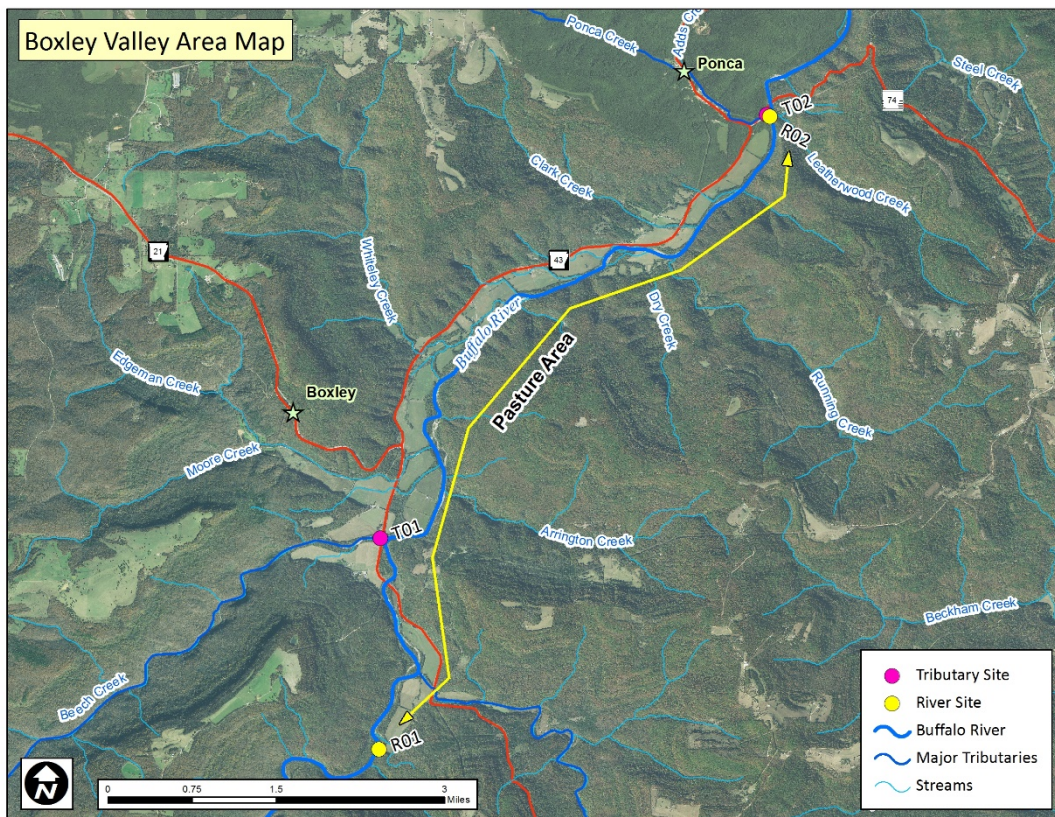 Boxley Valley Area Map
Ponca Creek
Adds Cre
Ponca
Steel Creek
74
T02
R02
Leatherwood Creek
Clark Creek
21
43
Whiteley Creek
Buffalo River
Dry Creek
Pasture Area
Edgeman Creek
Boxley
Running Creek
Moore Creek
T01
Arrington Creek
Beckham Creek
Beech Creek
R01
Tributary Site
River Site
Buffalo River
Major Tributaries
Streams
N
0 0.75 1.5 3
Miles